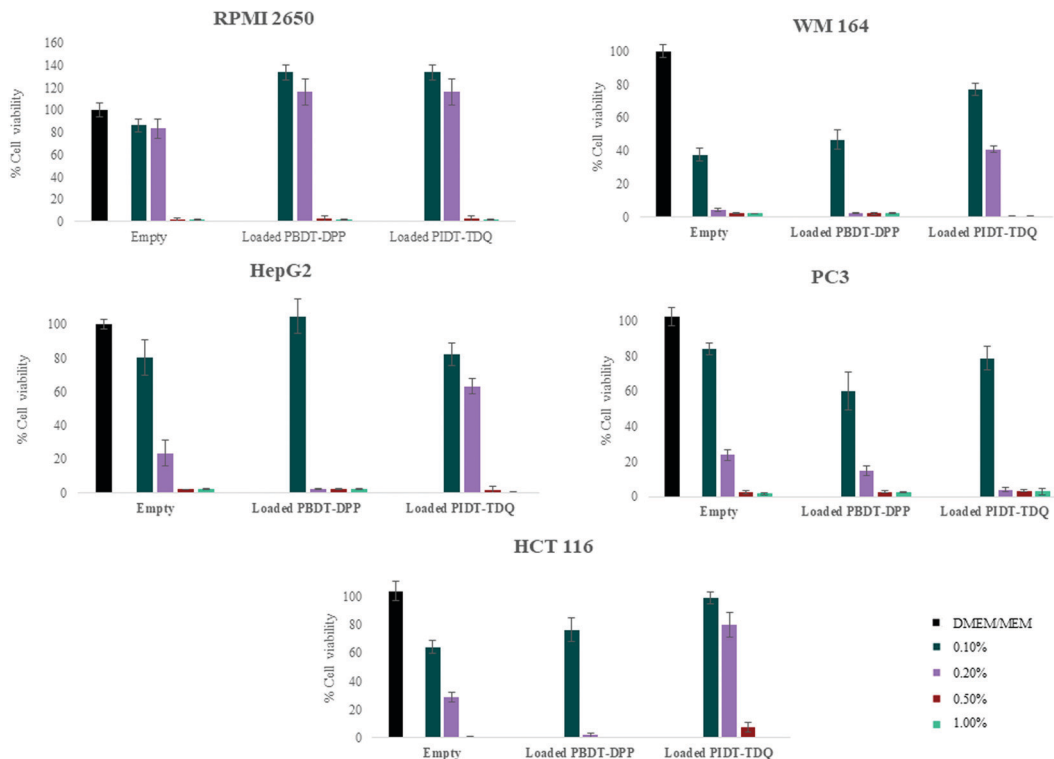 RPMI 2650
% Cell viability
160
140
120
100
80
60
40
20
0
Empty
Loaded PBDT-DPP
Loaded PIDT-TDQ
WM 164
% Cell viability
100
80
60
40
20
0
Empty
Loaded PBDT-DPP
Loaded PIDT-TDQ
HepG2
% Cell viability
100
80
60
40
20
0
Empty
Loaded PBDT-DPP
Loaded PIDT-TDQ
PC3
% Cell viability
100
80
60
40
20
0
Empty
Loaded PBDT-DPP
Loaded PIDT-TDQ
HCT 116
% Cell viability
100
80
60
40
20
0
Empty
Loaded PBDT-DPP
Loaded PIDT-TDQ
DMEM/MEM
0.10%
0.20%
0.50%
1.00%